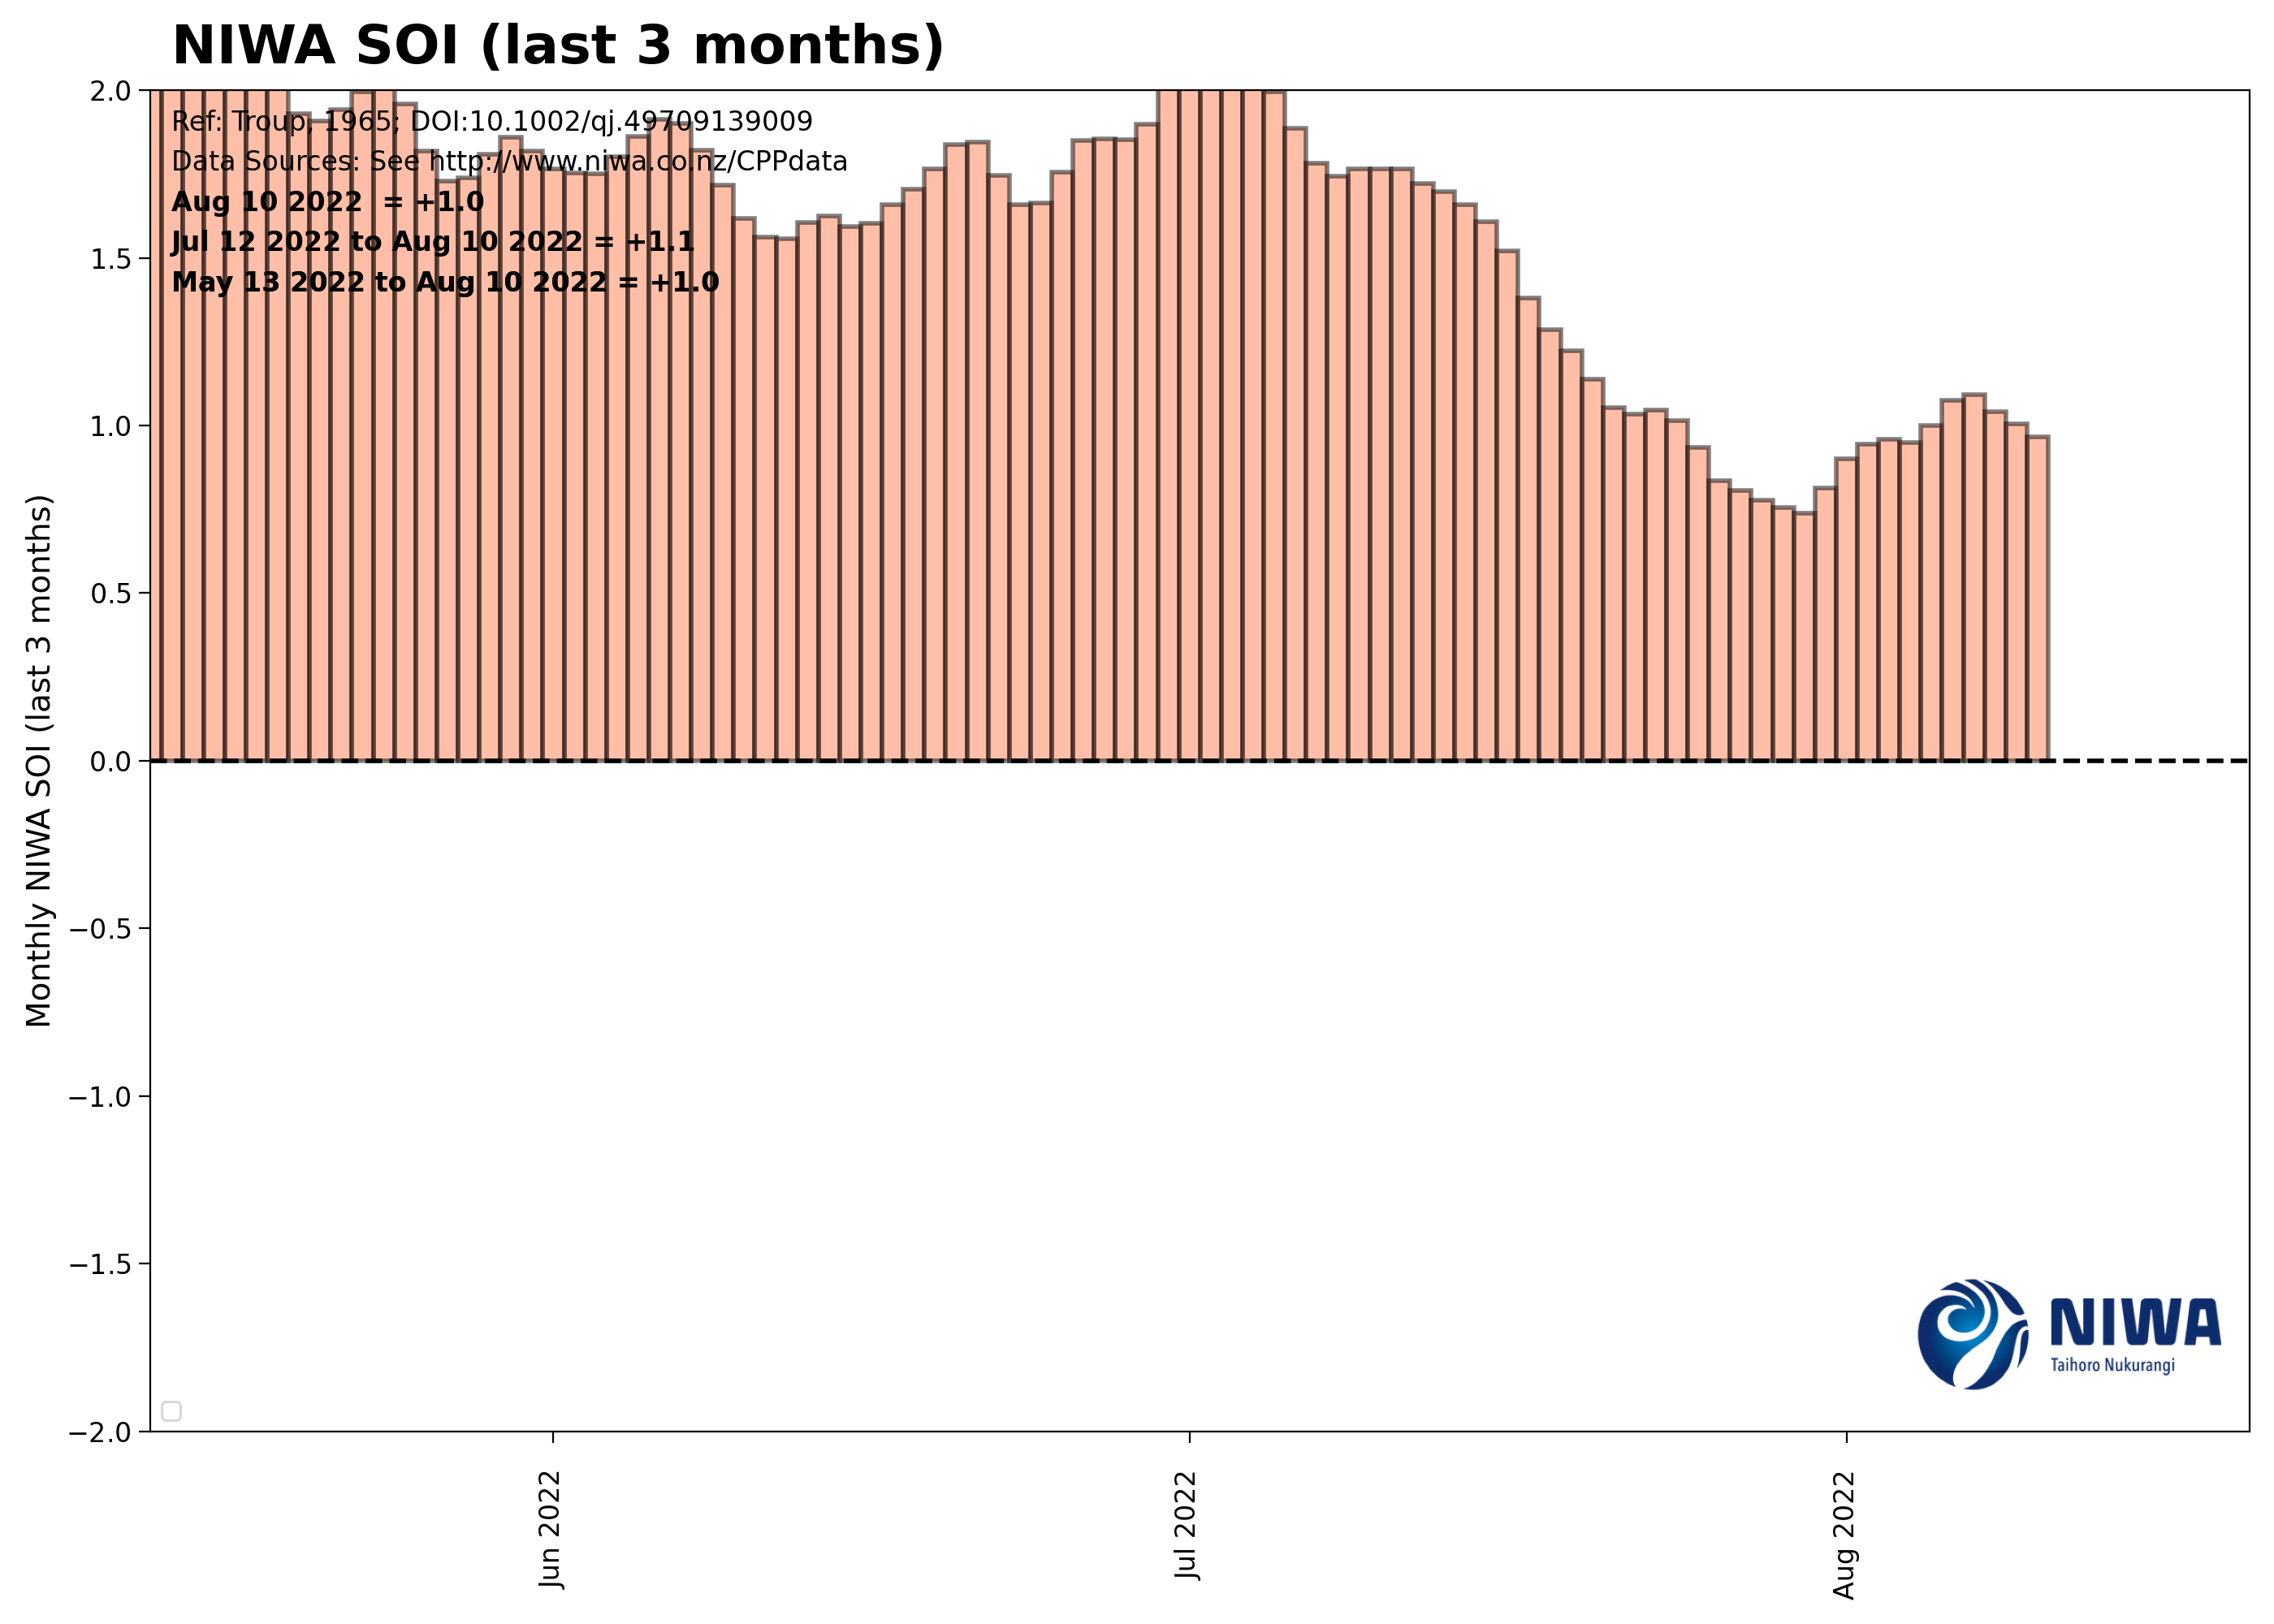 NIWA SOI (last 3 months)
2.0
Ref: Troup, 1965; DOI:10.1002/qj.49709139009
Data Sources: See http://www.niwa.co.nz/CPPdata
Aug 10 2022  = +1.0
Jul 12 2022 to Aug 10 2022 = +1.1
May 13 2022 to Aug 10 2022 = +1.0
1.5
1.0
0.5
0.0
−0.5
−1.0
−1.5
−2.0
Monthly NIWA SOI (last 3 months)
NIWA
Taihoro Nukurangi
Jun 2022
Jul 2022
Aug 2022